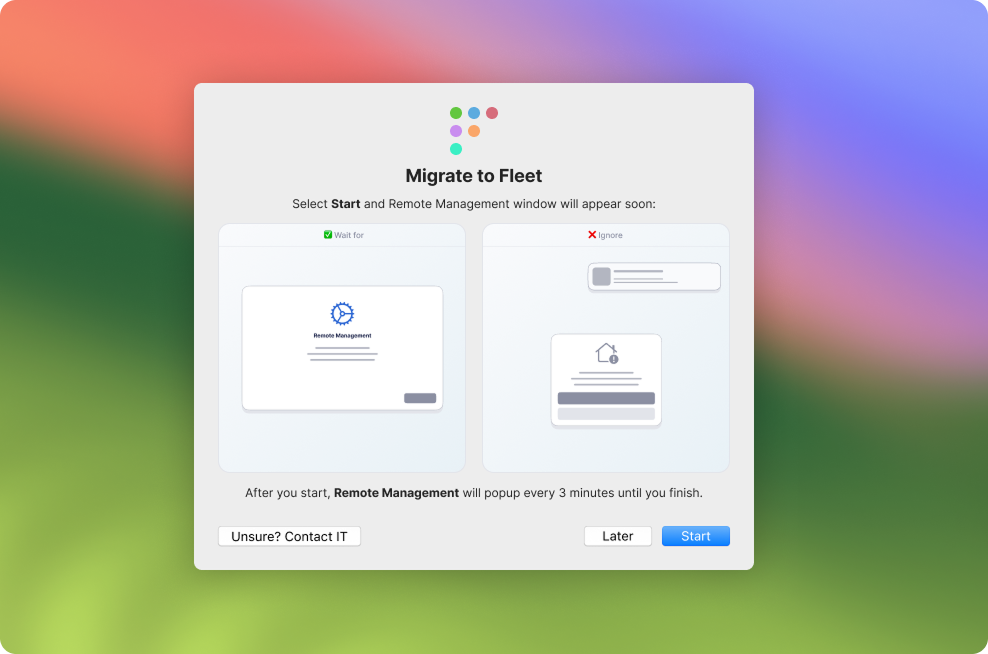 Migrate to Fleet
Select Start and Remote Management window will appear soon:
✅ Wait for
❌ Ignore
Remote Management
After you start, Remote Management will popup every 3 minutes until you finish.
Unsure? Contact IT
Later
Start